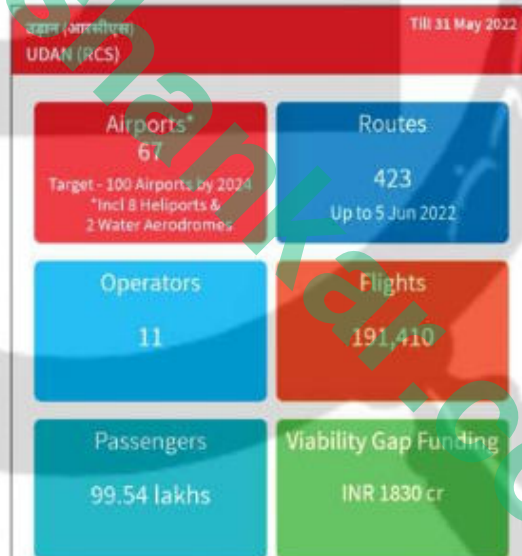 उड़ान (आरसीएस)
Till 31 May 2022
UDAN (RCS)
Airports*
67
Target - 100 Airports by 2024
*Incl 8 Heliports &
2 Water Aerodromes
Routes
423
Up to 5 Jun 2022
Operators
11
Flights
191,410
Passengers
99.54 lakhs
Viability Gap Funding
INR 1830 cr